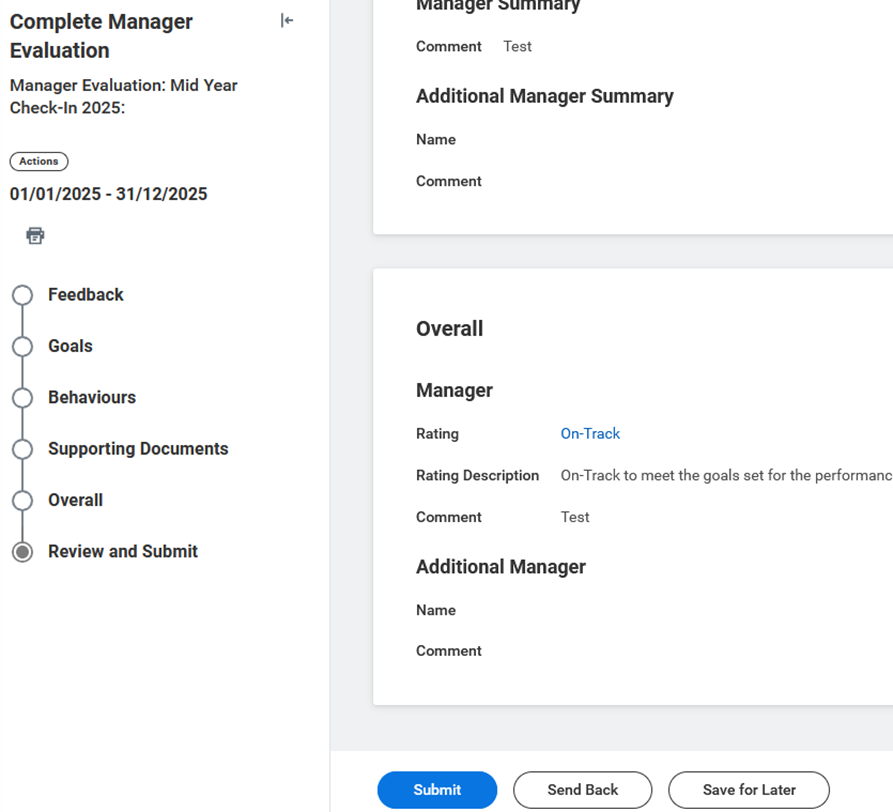 Complete Manager
Evaluation
Manager Evaluation: Mid Year
Check-In 2025:
Actions
01/01/2025 - 31/12/2025
Feedback
Goals
Behaviours
Supporting Documents
Overall
Review and Submit
Manager Summary
Comment Test
Additional Manager Summary
Name
Comment
Overall
Manager
Rating On-Track
Rating Description On-Track to meet the goals set for the performanc
Comment Test
Additional Manager
Name
Comment
Submit Send Back Save for Later